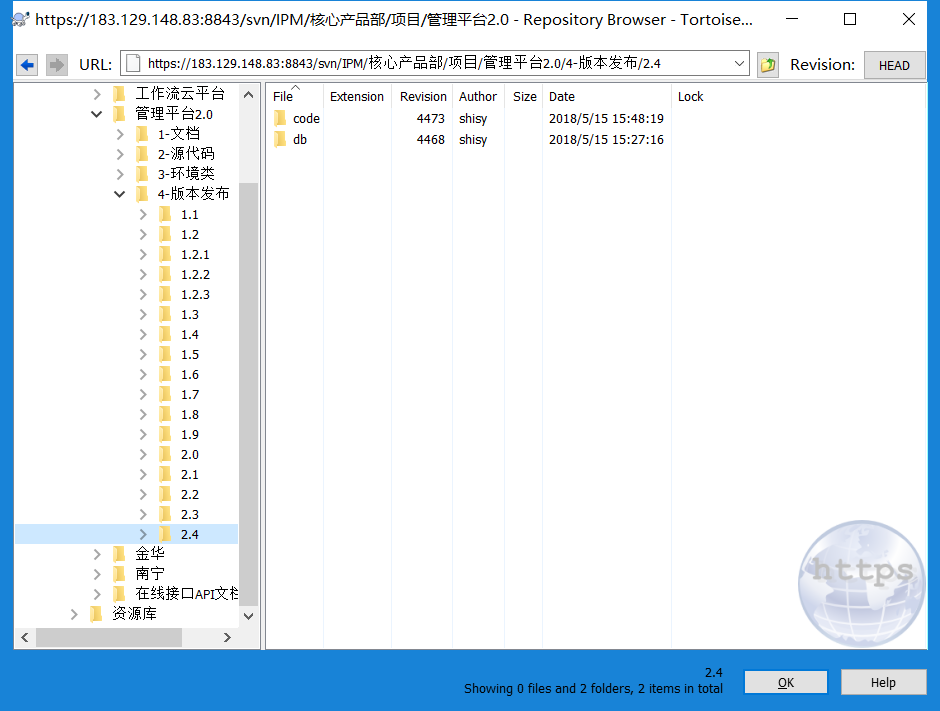 https://183.129.148.83:8843/svn/IPM/核心产品部/项目/管理平台2.0 - Repository Browser - Tortoise...
URL: https://183.129.148.83:8843/svn/IPM/核心产品部/项目/管理平台2.0/4-版本发布/2.4 Revision: HEAD
工作流云平台
管理平台2.0
1-文档
2-源代码
3-环境类
4-版本发布
1.1
1.2
1.2.1
1.2.2
1.2.3
1.3
1.4
1.5
1.6
1.7
1.8
1.9
2.0
2.1
2.2
2.3
2.4
金华
南宁
在线接口API文档
资源库
File Extension Revision Author Size Date Lock
code 4473 shisy 2018/5/15 15:48:19
db 4468 shisy 2018/5/15 15:27:16
https
2.4
Showing 0 files and 2 folders, 2 items in total
OK Help